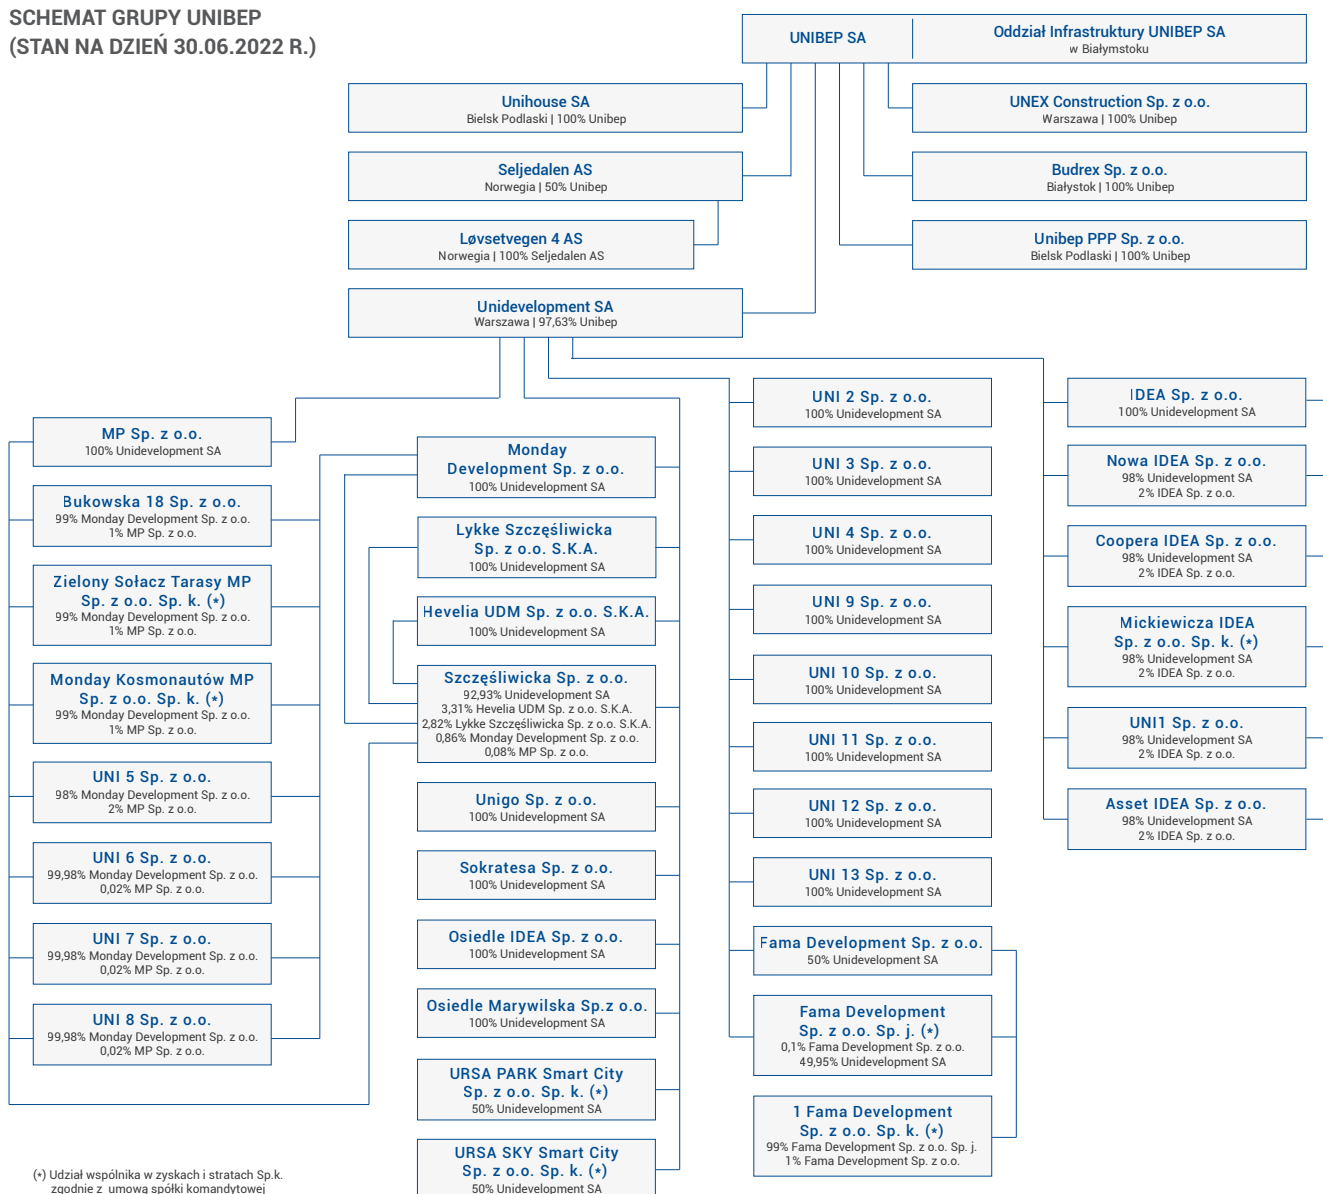 SCHEMAT GRUPY UNIBEP
(STAN NA DZIEŃ 30.06.2022 R.)
UNIBEP SA
Oddział Infrastruktury UNIBEP SA
w Białymstoku
Unihouse SA
Bielsk Podlaski | 100% Unibep
UNEX Construction Sp. z o.o.
Warszawa | 100% Unibep
Seljedalen AS
Norwegia | 50% Unibep
Budrex Sp. z o.o.
Białystok | 100% Unibep
Løvsetvegen 4 AS
Norwegia | 100% Seljedalen AS
Unibep PPP Sp. z o.o.
Bielsk Podlaski | 100% Unibep
Unidevelopment SA
Warszawa | 97,63% Unibep
MP Sp. z o.o.
100% Unidevelopment SA
Bukowska 18 Sp. z o.o.
99% Monday Development Sp. z o.o.
1% MP Sp. z o.o.
Zielony Sołacz Tarasy MP
Sp. z o.o. Sp. k. (*)
99% Monday Development Sp. z o.o.
1% MP Sp. z o.o.
Monday Kosmonautów MP
Sp. z o.o. Sp. k. (*)
99% Monday Development Sp. z o.o.
1% MP Sp. z o.o.
UNI 5 Sp. z o.o.
98% Monday Development Sp. z o.o.
2% MP Sp. z o.o.
UNI 6 Sp. z o.o.
99,98% Monday Development Sp. z o.o.
0,02% MP Sp. z o.o.
UNI 7 Sp. z o.o.
99,98% Monday Development Sp. z o.o.
0,02% MP Sp. z o.o.
UNI 8 Sp. z o.o.
99,98% Monday Development Sp. z o.o.
0,02% MP Sp. z o.o.
Monday
Development Sp. z o.o.
100% Unidevelopment SA
Lykke Szczęśliwicka
Sp. z o.o. S.K.A.
100% Unidevelopment SA
Hevelia UDM Sp. z o.o. S.K.A.
100% Unidevelopment SA
Szczęśliwicka Sp. z o.o.
92,93% Unidevelopment SA
3,31% Hevelia UDM Sp. z o.o. S.K.A.
2,82% Lykke Szczęśliwicka Sp. z o.o. S.K.A.
0,86% Monday Development Sp. z o.o.
0,08% MP Sp. z o.o.
Unigo Sp. z o.o.
100% Unidevelopment SA
Sokratesa Sp. z o.o.
100% Unidevelopment SA
Osiedle IDEA Sp. z o.o.
100% Unidevelopment SA
Osiedle Marywilska Sp.z o.o.
100% Unidevelopment SA
URSA PARK Smart City
Sp. z o.o. Sp. k. (*)
50% Unidevelopment SA
URSA SKY Smart City
Sp. z o.o. Sp. k. (*)
50% Unidevelopment SA
UNI 2 Sp. z o.o.
100% Unidevelopment SA
UNI 3 Sp. z o.o.
100% Unidevelopment SA
UNI 4 Sp. z o.o.
100% Unidevelopment SA
UNI 9 Sp. z o.o.
100% Unidevelopment SA
UNI 10 Sp. z o.o.
100% Unidevelopment SA
UNI 11 Sp. z o.o.
100% Unidevelopment SA
UNI 12 Sp. z o.o.
100% Unidevelopment SA
UNI 13 Sp. z o.o.
100% Unidevelopment SA
Fama Development Sp. z o.o.
50% Unidevelopment SA
Fama Development
Sp. z o.o. Sp. j. (*)
0,1% Fama Development Sp. z o.o.
49,95% Unidevelopment SA
1 Fama Development
Sp. z o.o. Sp. k. (*)
99% Fama Development Sp. z o.o. Sp. j.
1% Fama Development Sp. z o.o.
IDEA Sp. z o.o.
100% Unidevelopment SA
Nowa IDEA Sp. z o.o.
98% Unidevelopment SA
2% IDEA Sp. z o.o.
Coopera IDEA Sp. z o.o.
98% Unidevelopment SA
2% IDEA Sp. z o.o.
Mickiewicza IDEA
Sp. z o.o. Sp. k. (*)
98% Unidevelopment SA
2% IDEA Sp. z o.o.
UNI1 Sp. z o.o.
98% Unidevelopment SA
2% IDEA Sp. z o.o.
Asset IDEA Sp. z o.o.
98% Unidevelopment SA
2% IDEA Sp. z o.o.
(*) Udział wspólnika w zyskach i stratach Sp.k.
zgodnie z umową spółki komandytowej